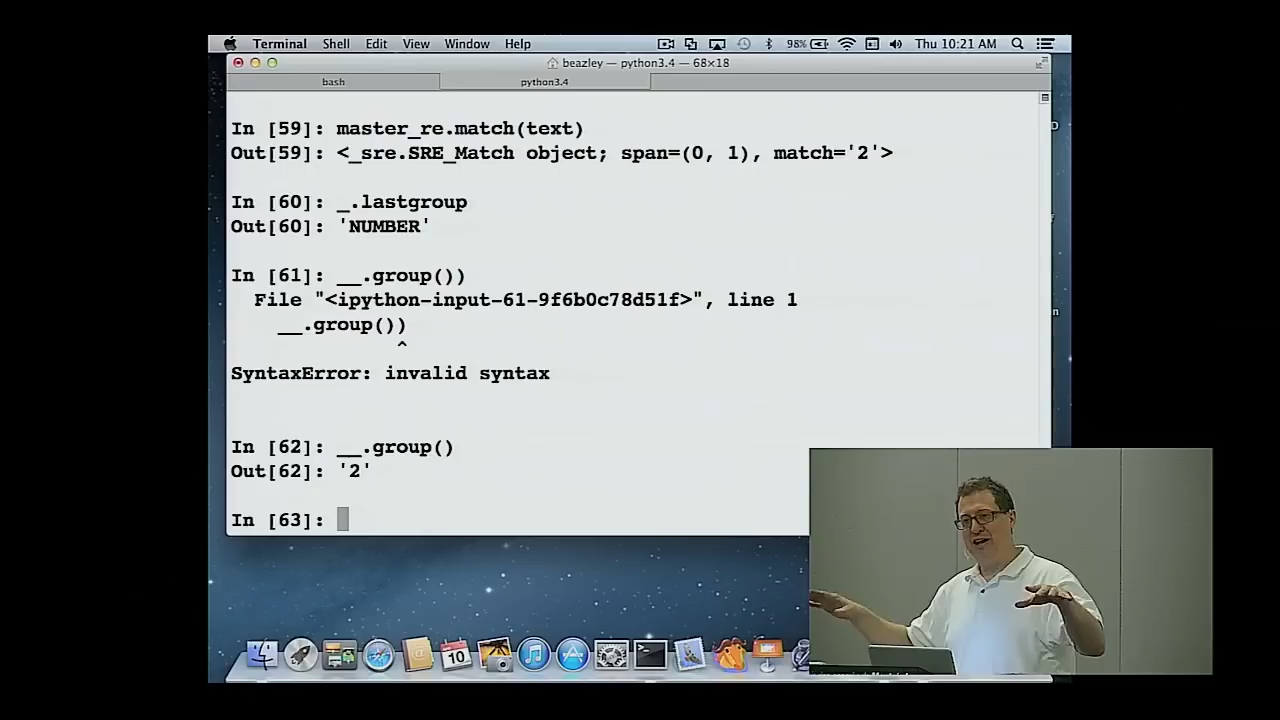 Terminal Shell Edit View Window Help 98% Thu 10:21 AM
beazley — python3.4 — 68×18
bash python3.4
In [59]: master_re.match(text)
Out[59]: <_sre.SRE_Match object; span=(0, 1), match='2'>
In [60]: _.lastgroup
Out[60]: 'NUMBER'
In [61]: __.group())
File "<ipython-input-61-9f6b0c78d51f>", line 1
__.group())
^
SyntaxError: invalid syntax
In [62]: __.group()
Out[62]: '2'
In [63]:
10